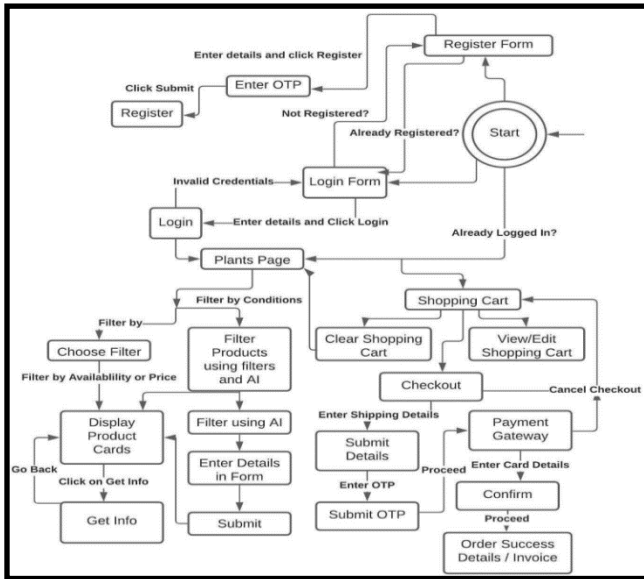 Enter details and click Register
Register Form
Click Submit
Enter OTP
Register
Not Registered?
Already Registered?
Start
Invalid Credentials
Login Form
Login
Enter details and Click Login
Already Logged In?
Plants Page
Filter by Conditions
Shopping Cart
Filter by
Choose Filter
Filter
Products
using filters
and AI
Clear Shopping
Cart
View/Edit
Shopping Cart
Filter by Availablility or Price
Checkout
Cancel Checkout
Display
Product
Cards
Filter using AI
Enter Shipping Details
Submit
Details
Payment
Gateway
Go Back
Click on Get Info
Enter Details
in Form
Proceed
Enter Card Details
Enter OTP
Get Info
Submit
Submit OTP
Confirm
Proceed
Order Success
Details / Invoice